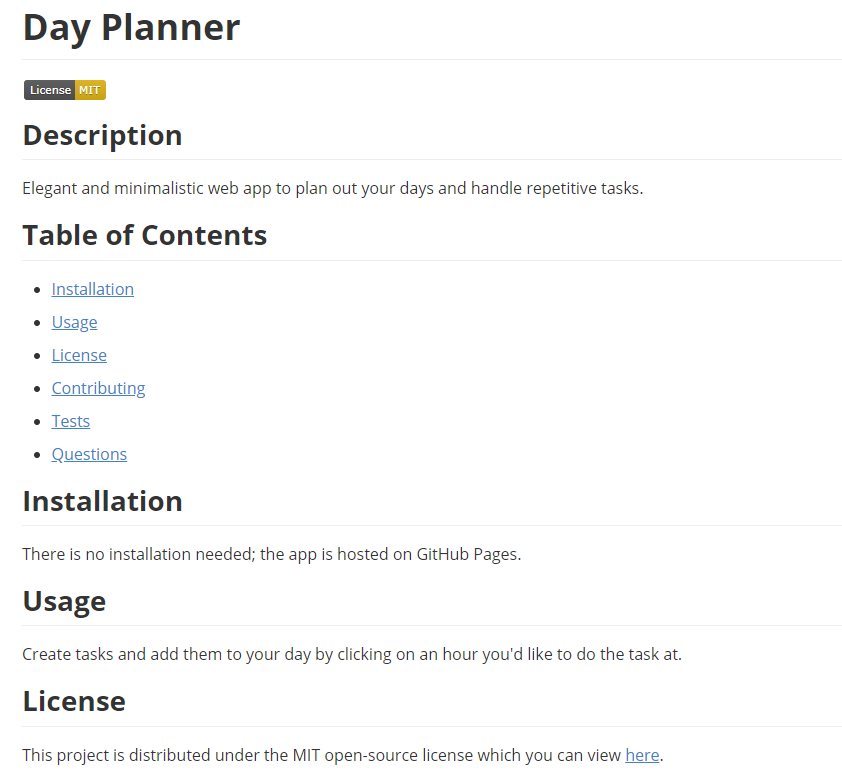 Day Planner
License MIT
Description
Elegant and minimalistic web app to plan out your days and handle repetitive tasks.
Table of Contents
Installation
Usage
License
Contributing
Tests
Questions
Installation
There is no installation needed; the app is hosted on GitHub Pages.
Usage
Create tasks and add them to your day by clicking on an hour you'd like to do the task at.
License
This project is distributed under the MIT open-source license which you can view here.